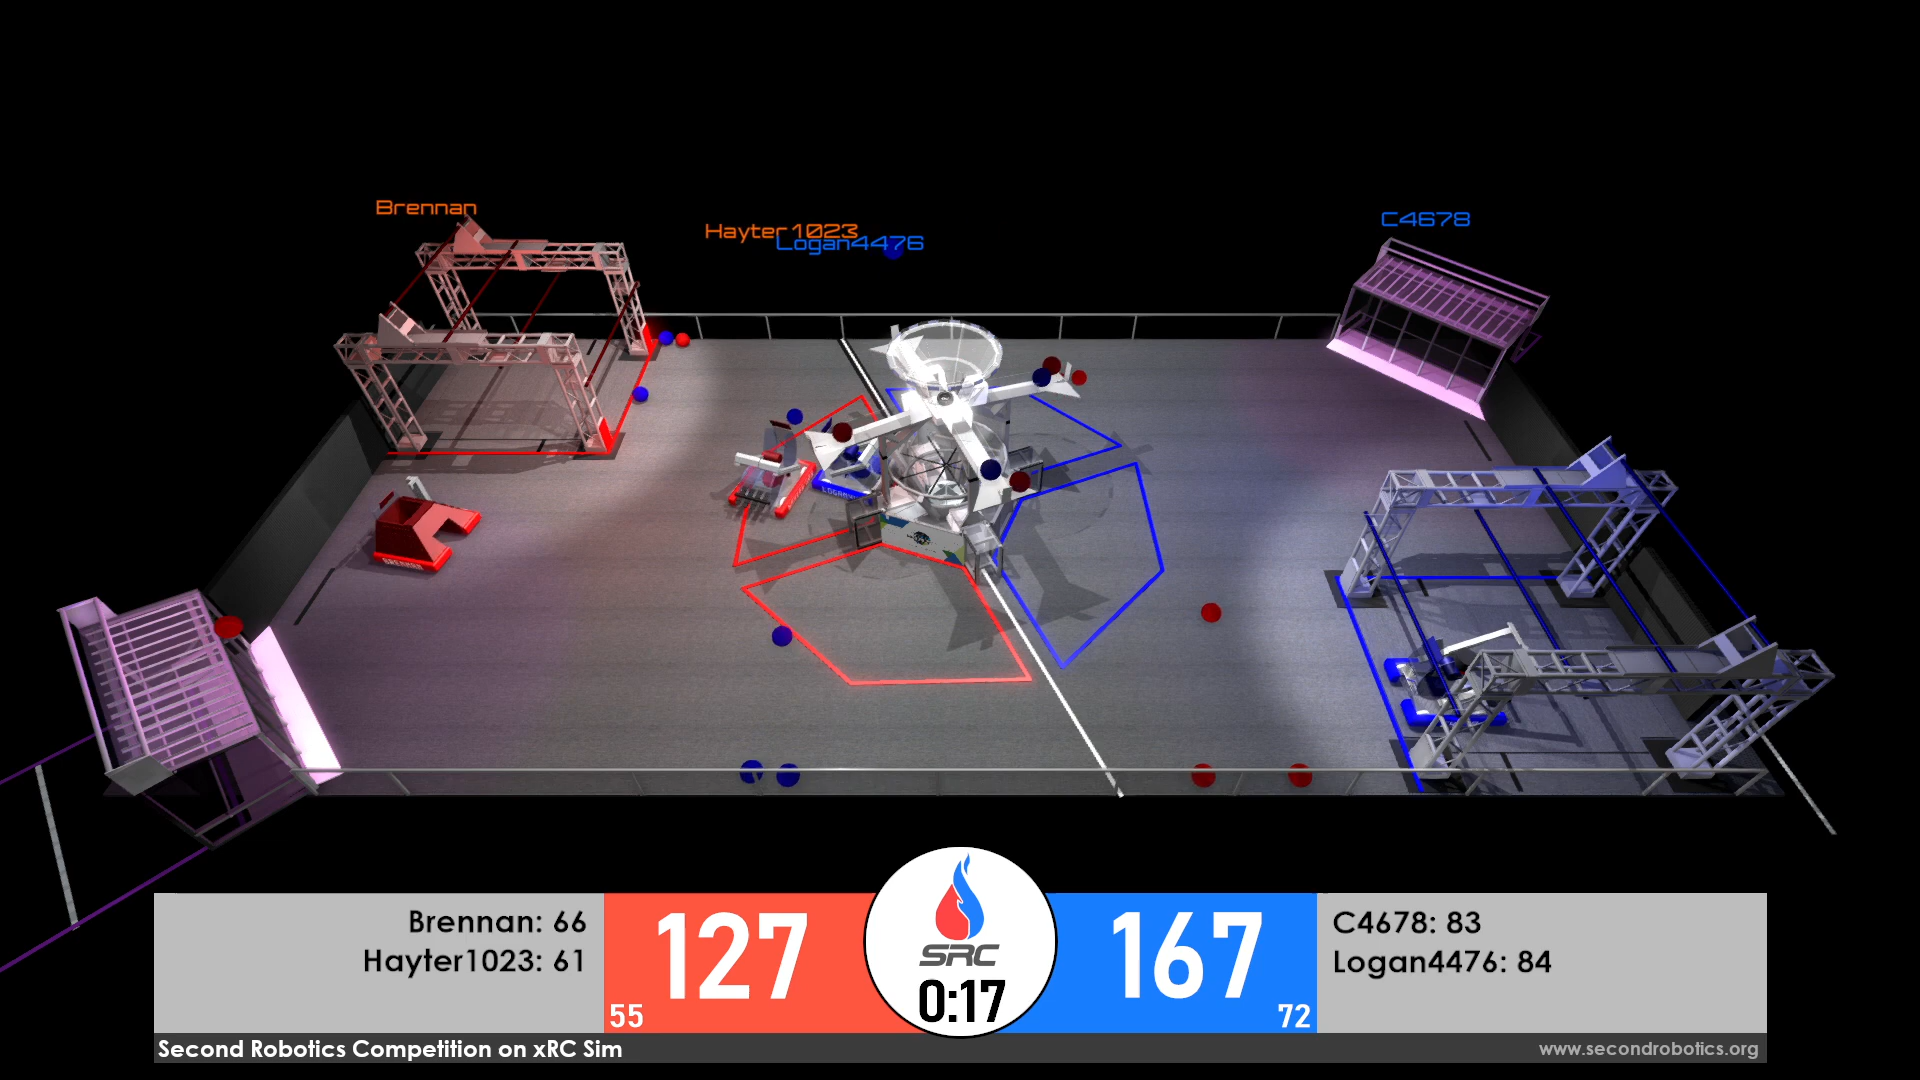 Brennan
Hayter1023
Logan4476
C4678
BRENNAN
Brennan: 66
Hayter1023: 61
127
55
SRC
0:17
167
72
C4678: 83
Logan4476: 84
Second Robotics Competition on xRC Sim
www.secondrobotics.org